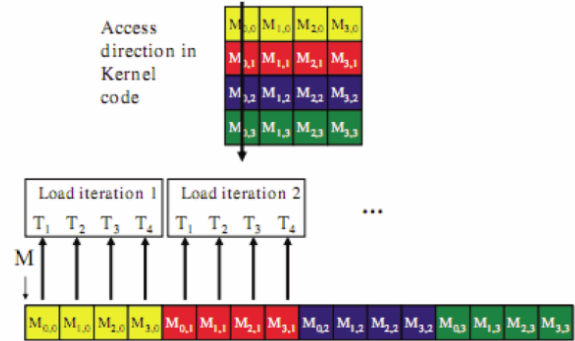 Access
direction in
Kernel
code
M0,0 M1,0 M2,0 M3,0
M0,1 M1,1 M2,1 M3,1
M0,2 M1,2 M2,2 M3,2
M0,3 M1,3 M2,3 M3,3
Load iteration 1 Load iteration 2
T1 T2 T3 T4 T1 T2 T3 T4 ...
M
M0,0 M1,0 M2,0 M3,0 M0,1 M1,1 M2,1 M3,1 M0,2 M1,2 M2,2 M3,2 M0,3 M1,3 M2,3 M3,3